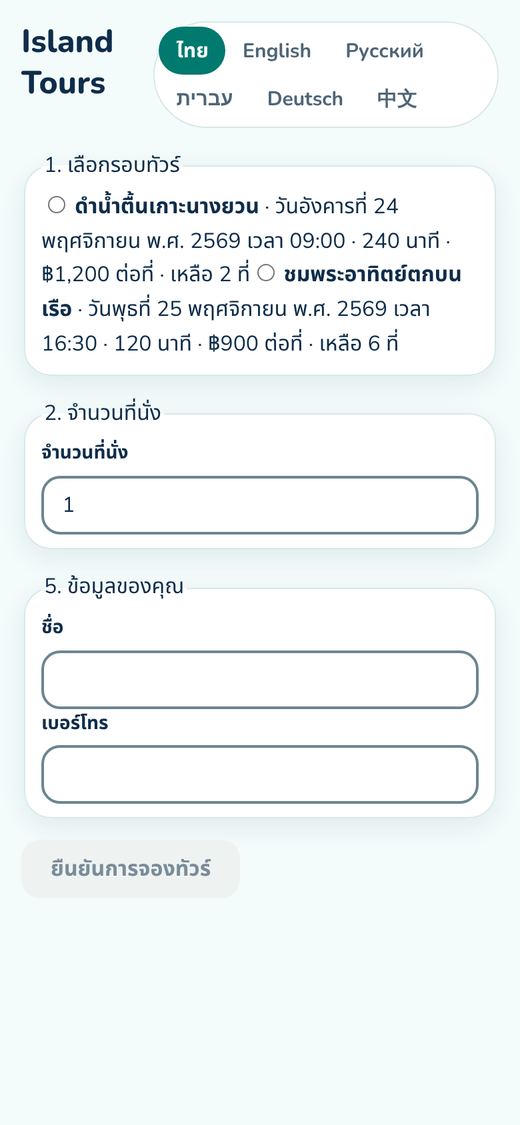 Island
Tours
ไทย English Русский
עברית Deutsch 中文
1. เลือกรอบทัวร์
ดำน้ำตื้นเกาะนางยวน · วันอังคารที่ 24
พฤศจิกายน พ.ศ. 2569 เวลา 09:00 · 240 นาที ·
฿1,200 ต่อที่ · เหลือ 2 ที่ ชมพระอาทิตย์ตกบน
เรือ · วันพุธที่ 25 พฤศจิกายน พ.ศ. 2569 เวลา
16:30 · 120 นาที · ฿900 ต่อที่ · เหลือ 6 ที่
2. จำนวนที่นั่ง
จำนวนที่นั่ง
1
5. ข้อมูลของคุณ
ชื่อ
เบอร์โทร
ยืนยันการจองทัวร์